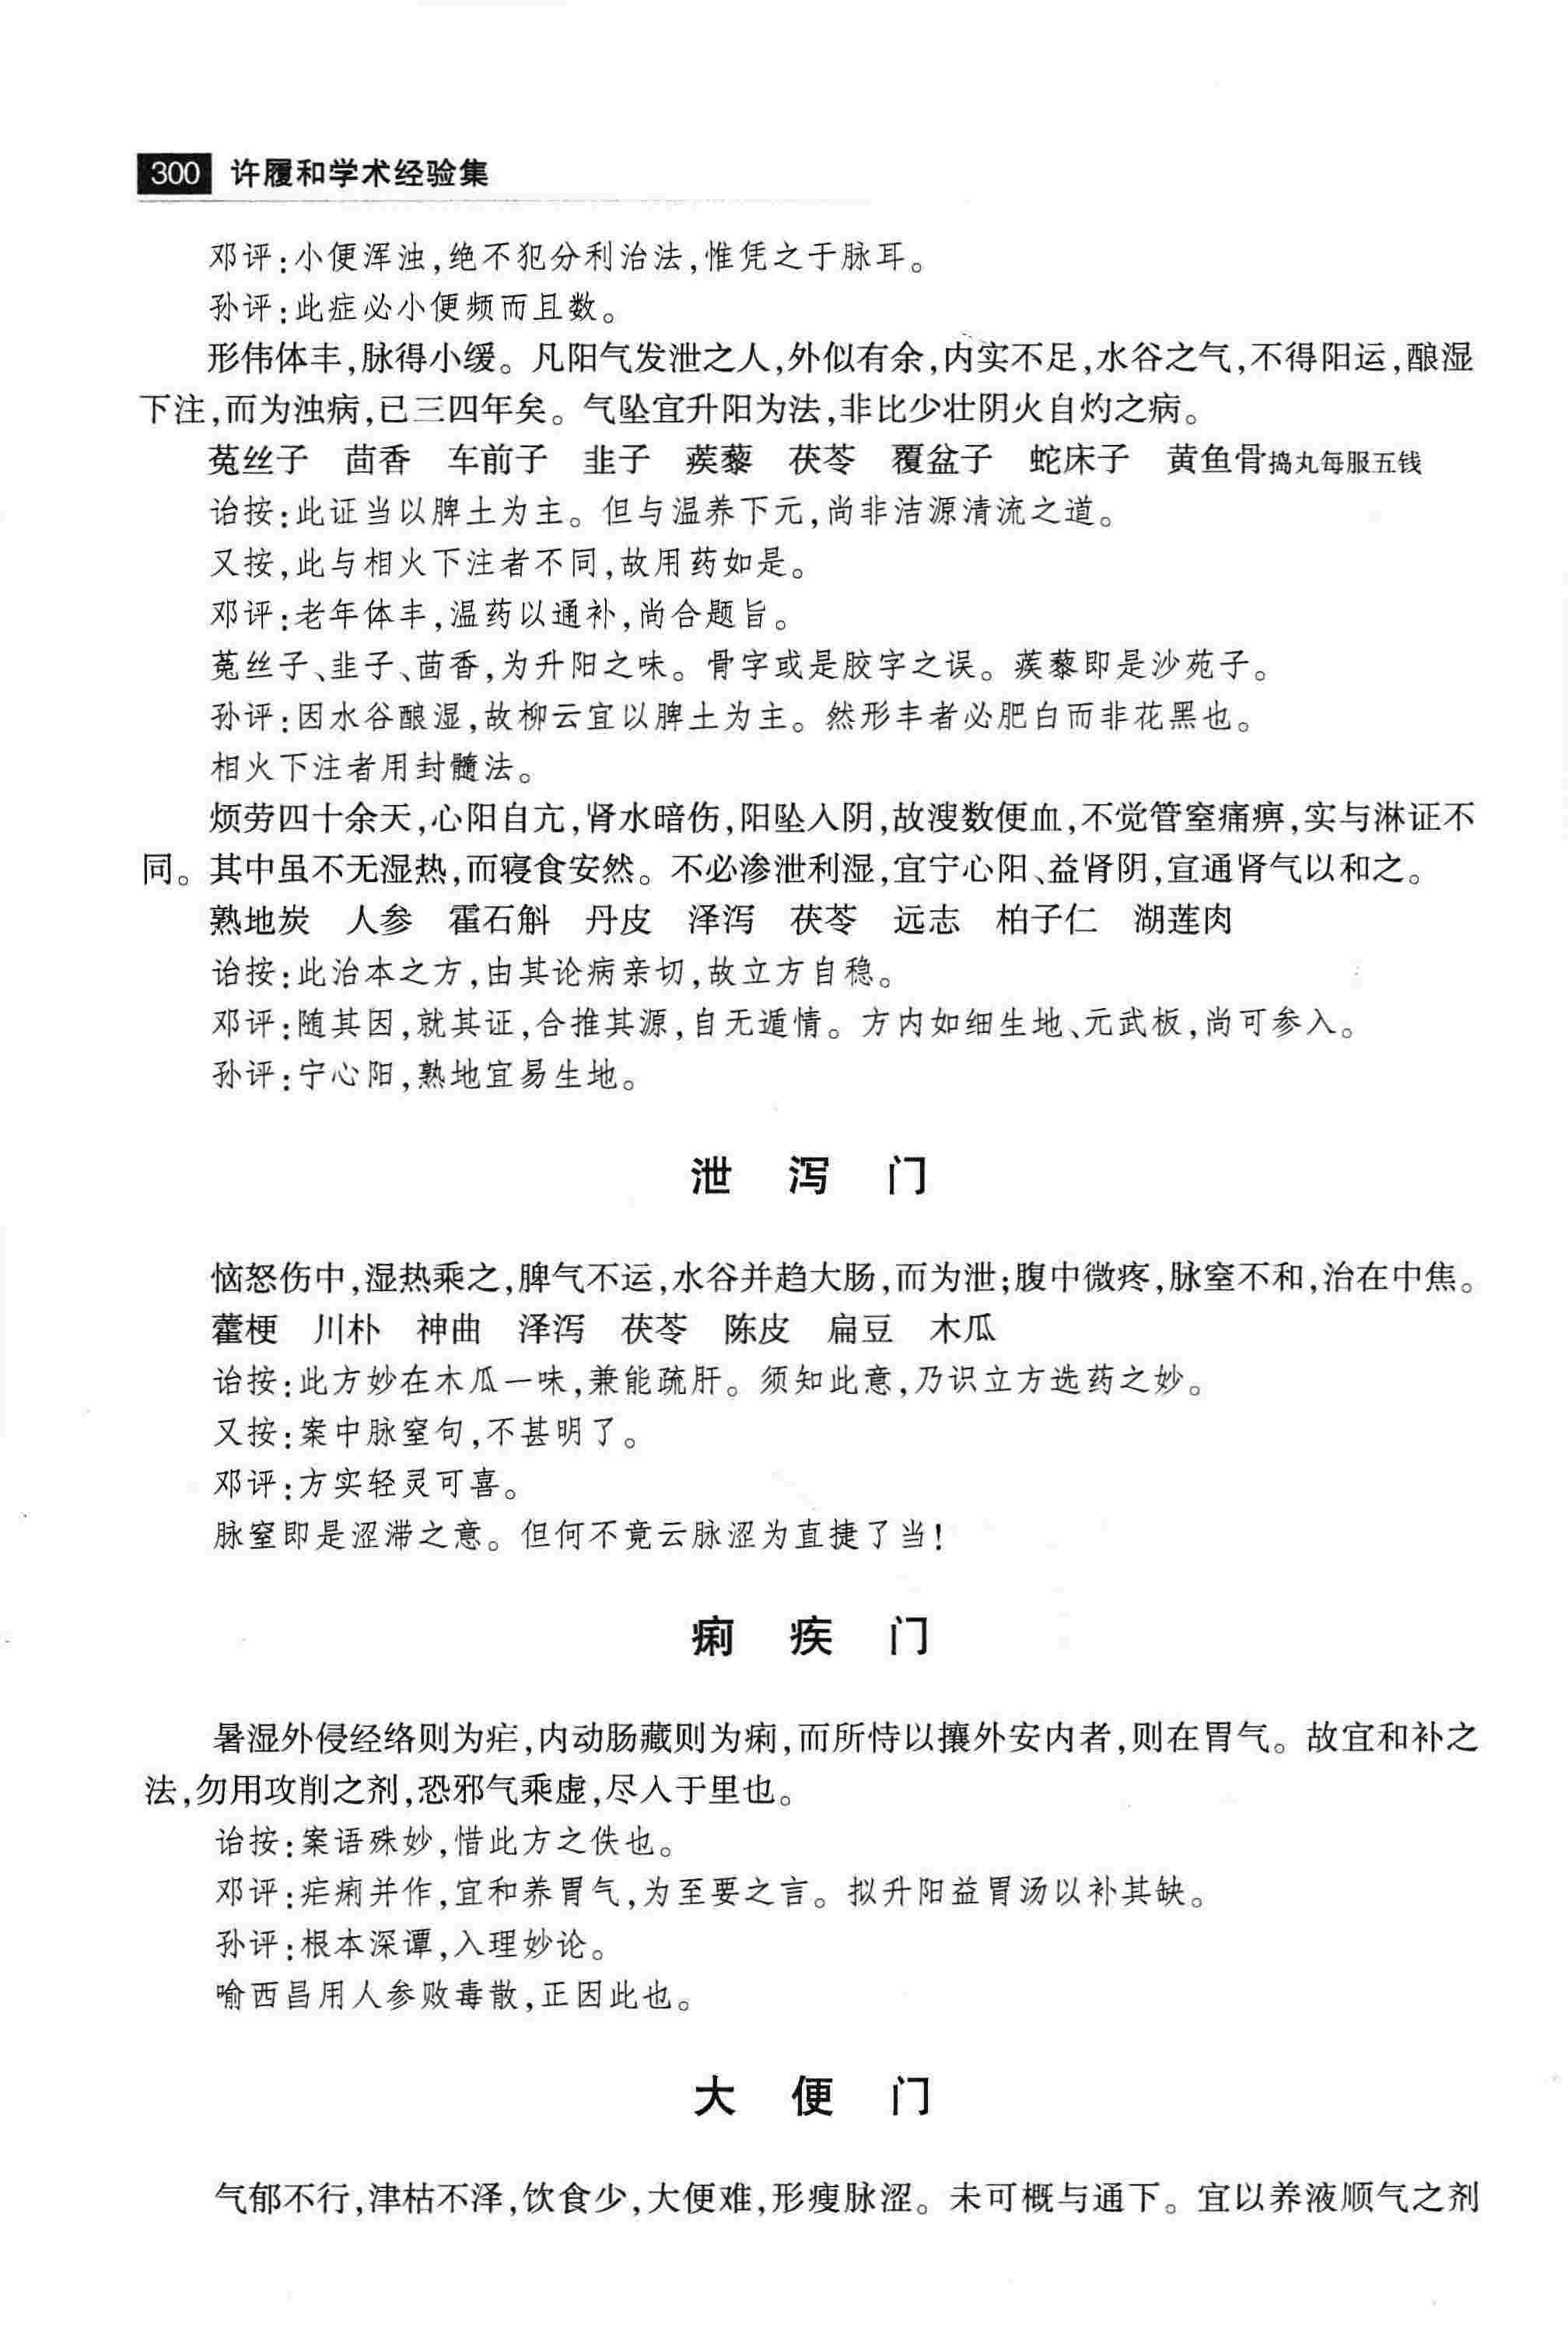 300 许履和学术经验集
邓评:小便浑浊,绝不犯分利治法,惟凭之于脉耳。
孙评:此症必小便频而且数。
形伟体丰,脉得小缓。凡阳气发泄之人,外似有余,内实不足,水谷之气,不得阳运,酿湿
下注,而为浊病,已三四年矣。气坠宜升阳为法,非比少壮阴火自灼之病。
菟丝子 茴香 车前子 韭子 蒺藜 茯苓 覆盆子 蛇床子 黄鱼骨捣丸每服五钱
诒按:此证当以脾土为主。但与温养下元,尚非洁源清流之道。
又按,此与相火下注者不同,故用药如是。
邓评:老年体丰,温药以通补,尚合题旨。
菟丝子、韭子、茴香,为升阳之味。骨字或是胶字之误。蒺藜即是沙苑子。
孙评:因水谷酿湿,故柳云宜以脾土为主。然形丰者必肥白而非花黑也。
相火下注者用封髓法。
烦劳四十余天,心阳自亢,肾水暗伤,阳坠入阴,故溲数便血,不觉管窒痛痹,实与淋证不
同。其中虽不无湿热,而寝食安然。不必渗泄利湿,宜宁心阳、益肾阴,宣通肾气以和之。
熟地炭 人参 霍石斛 丹皮 泽泻 茯苓 远志 柏子仁 湖莲肉
诒按:此治本之方,由其论病亲切,故立方自稳。
邓评:随其因,就其证,合推其源,自无遁情。方内如细生地、元武板,尚可参入。
孙评:宁心阳,熟地宜易生地。
泄泻门
恼怒伤中,湿热乘之,脾气不运,水谷并趋大肠,而为泄;腹中微疼,脉窒不和,治在中焦。
藿梗 川朴 神曲 泽泻 茯苓 陈皮 扁豆 木瓜
诒按:此方妙在木瓜一味,兼能疏肝。须知此意,乃识立方选药之妙。
又按:案中脉窒句,不甚明了。
邓评:方实轻灵可喜。
脉窒即是涩滞之意。但何不竟云脉涩为直捷了当!
痢疾门
暑湿外侵经络则为疟,内动肠藏则为痢,而所恃以攘外安内者,则在胃气。故宜和补之
法,勿用攻削之剂,恐邪气乘虚,尽入于里也。
诒按:案语殊妙,惜此方之佚也。
邓评:疟痢并作,宜和养胃气,为至要之言。拟升阳益胃汤以补其缺。
孙评:根本深谭,入理妙论。
喻西昌用人参败毒散,正因此也。
大便门
气郁不行,津枯不泽,饮食少,大便难,形瘦脉涩。未可概与通下。宜以养液顺气之剂